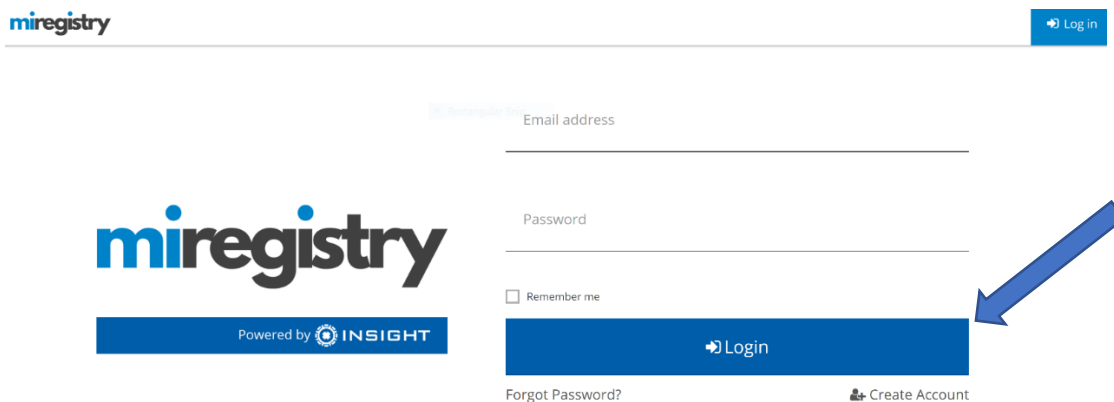 miregistry
Log in
Email address
Password
miregistry
Remember me
Powered by INSIGHT
Login
Forgot Password?
Create Account